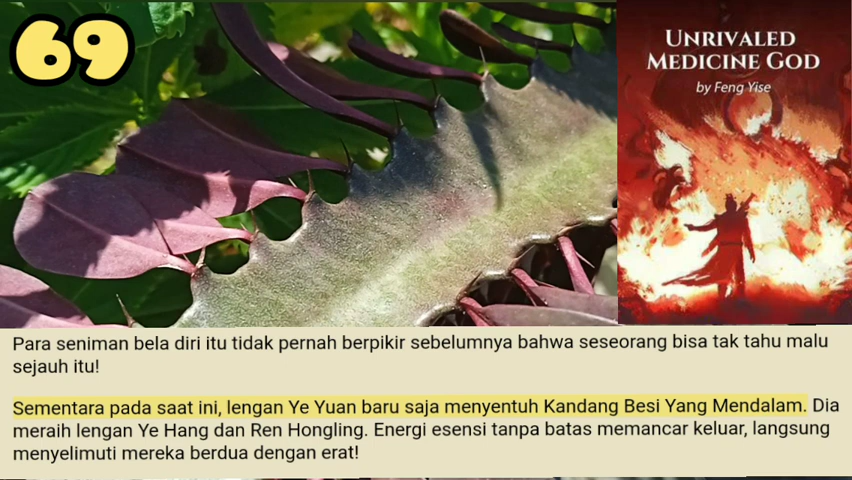 69
UNRIVALED
MEDICINE GOD
by Feng Yise
Para seniman bela diri itu tidak pernah berpikir sebelumnya bahwa seseorang bisa tak tahu malu
sejauh itu!
Sementara pada saat ini, lengan Ye Yuan baru saja menyentuh Kandang Besi Yang Mendalam. Dia
meraih lengan Ye Hang dan Ren Hongling. Energi esensi tanpa batas memancar keluar, langsung
menyelimuti mereka berdua dengan erat!